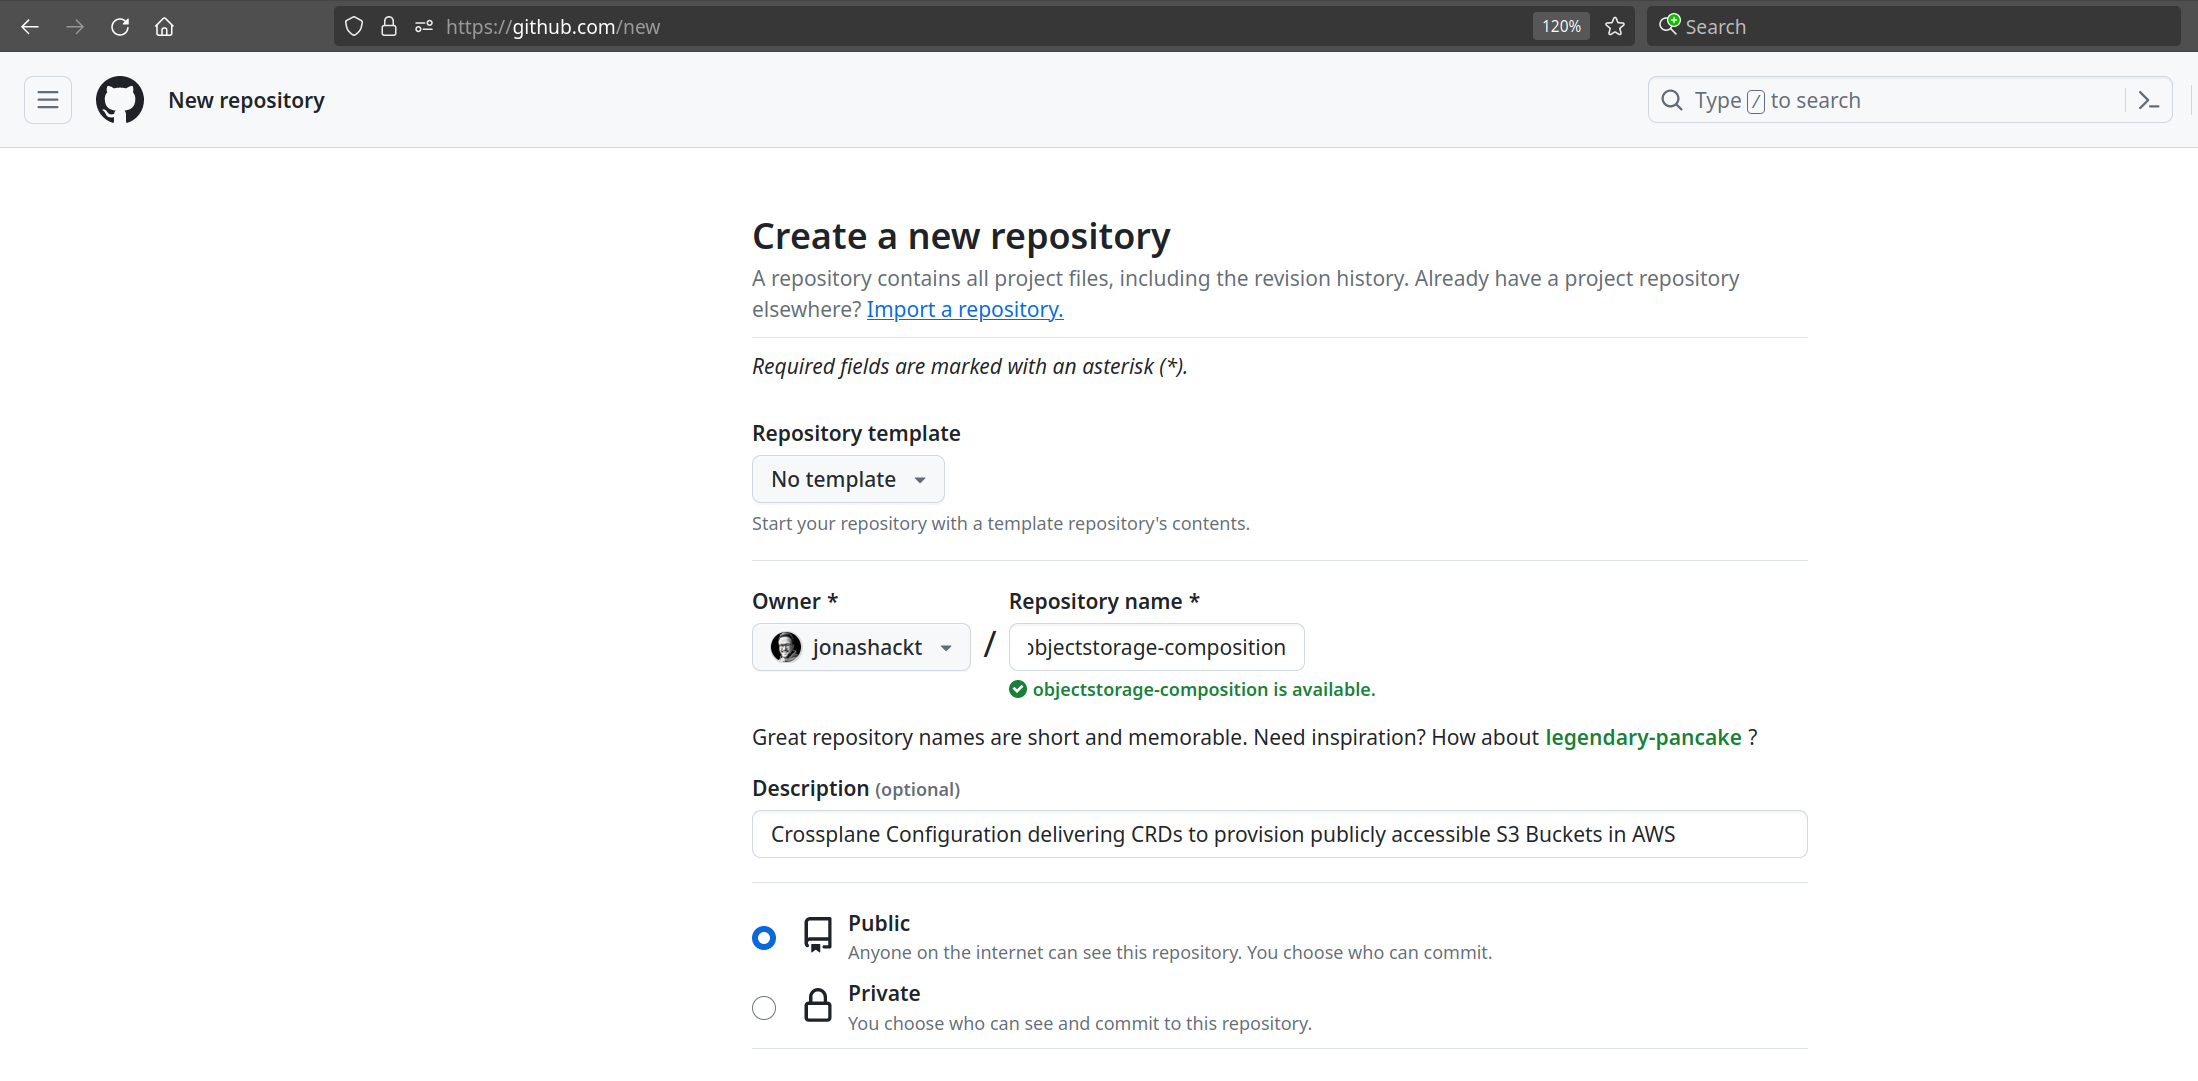 https://github.com/new
120%
Search
New repository
Type / to search
Create a new repository
A repository contains all project files, including the revision history. Already have a project repository
elsewhere? Import a repository.
Required fields are marked with an asterisk (*).
Repository template
No template
Start your repository with a template repository's contents.
Owner *
Repository name *
jonashackt
/
objectstorage-composition
objectstorage-composition is available.
Great repository names are short and memorable. Need inspiration? How about legendary-pancake ?
Description (optional)
Crossplane Configuration delivering CRDs to provision publicly accessible S3 Buckets in AWS
Public
Anyone on the internet can see this repository. You choose who can commit.
Private
You choose who can see and commit to this repository.